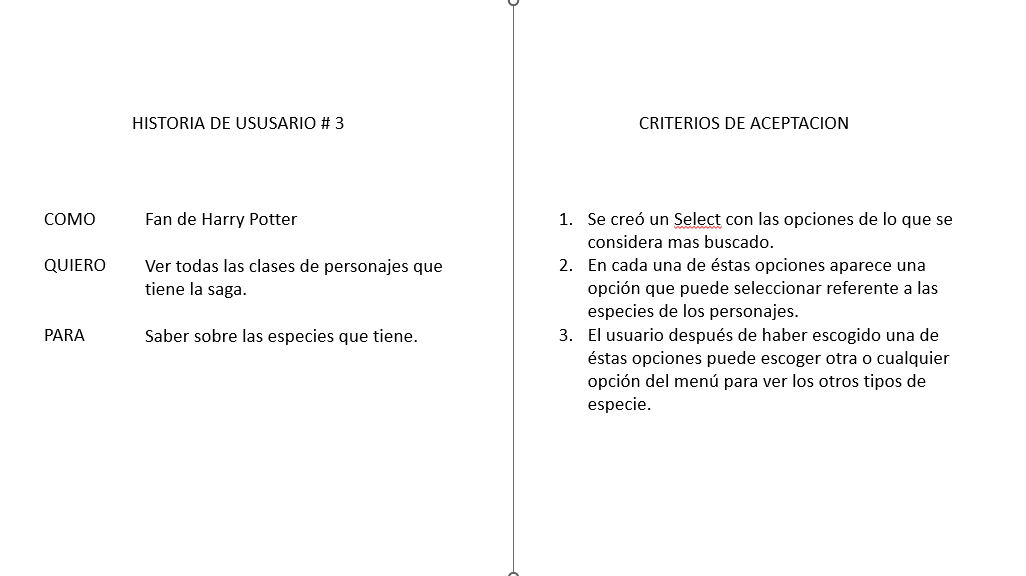 HISTORIA DE USUSARIO # 3
COMO Fan de Harry Potter
QUIERO Ver todas las clases de personajes que
tiene la saga.
PARA Saber sobre las especies que tiene.
CRITERIOS DE ACEPTACION
1. Se creó un Select con las opciones de lo que se
considera mas buscado.
2. En cada una de éstas opciones aparece una
opción que puede seleccionar referente a las
especies de los personajes.
3. El usuario después de haber escogido una de
éstas opciones puede escoger otra o cualquier
opción del menú para ver los otros tipos de
especie.